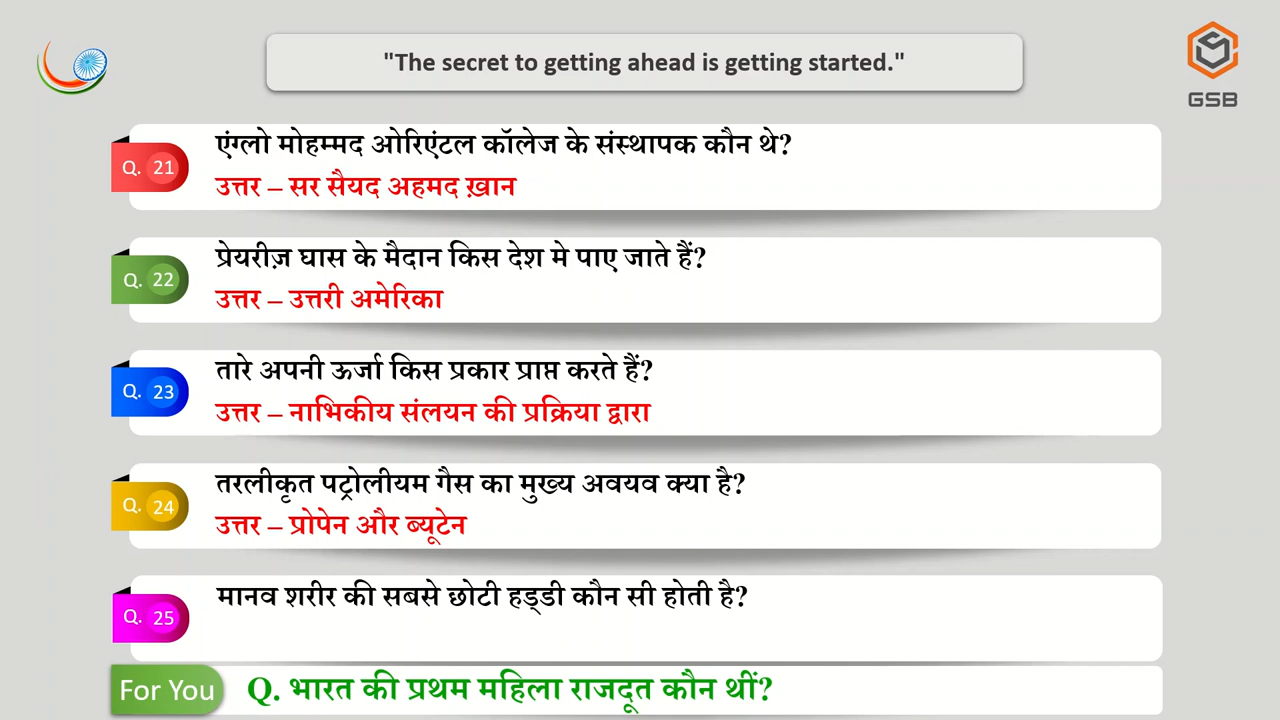 "The secret to getting ahead is getting started."
GSB
Q. 21
एंग्लो मोहम्मद ओरिएंटल कॉलेज के संस्थापक कौन थे?
उत्तर – सर सैयद अहमद ख़ान
Q. 22
प्रेयरीज़ घास के मैदान किस देश मे पाए जाते हैं?
उत्तर – उत्तरी अमेरिका
Q. 23
तारे अपनी ऊर्जा किस प्रकार प्राप्त करते हैं?
उत्तर – नाभिकीय संलयन की प्रक्रिया द्वारा
Q. 24
तरलीकृत पट्रोलीयम गैस का मुख्य अवयव क्या है?
उत्तर – प्रोपेन और ब्यूटेन
Q. 25
मानव शरीर की सबसे छोटी हड्डी कौन सी होती है?
For You
Q. भारत की प्रथम महिला राजदूत कौन थीं?